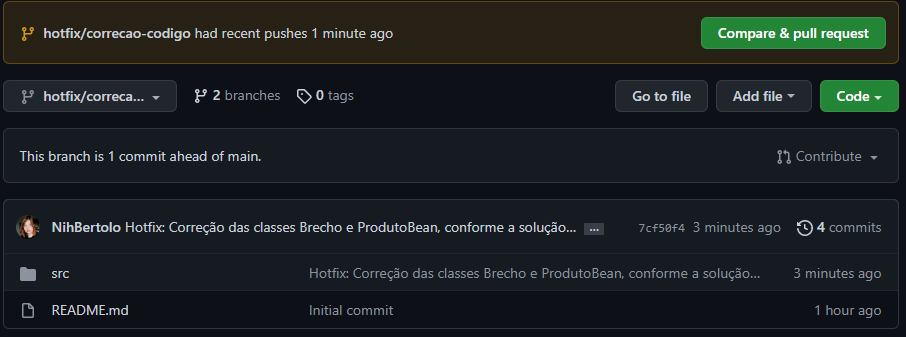 hotfix/correcao-codigo had recent pushes 1 minute ago Compare & pull request
hotfix/correca... 2 branches 0 tags Go to file Add file Code
This branch is 1 commit ahead of main. Contribute
NihBertolo Hotfix: Correção das classes Brecho e ProdutoBean, conforme a solução... ... 7cf50f4 3 minutes ago 4 commits
src Hotfix: Correção das classes Brecho e ProdutoBean, conforme a solução... 3 minutes ago
README.md Initial commit 1 hour ago